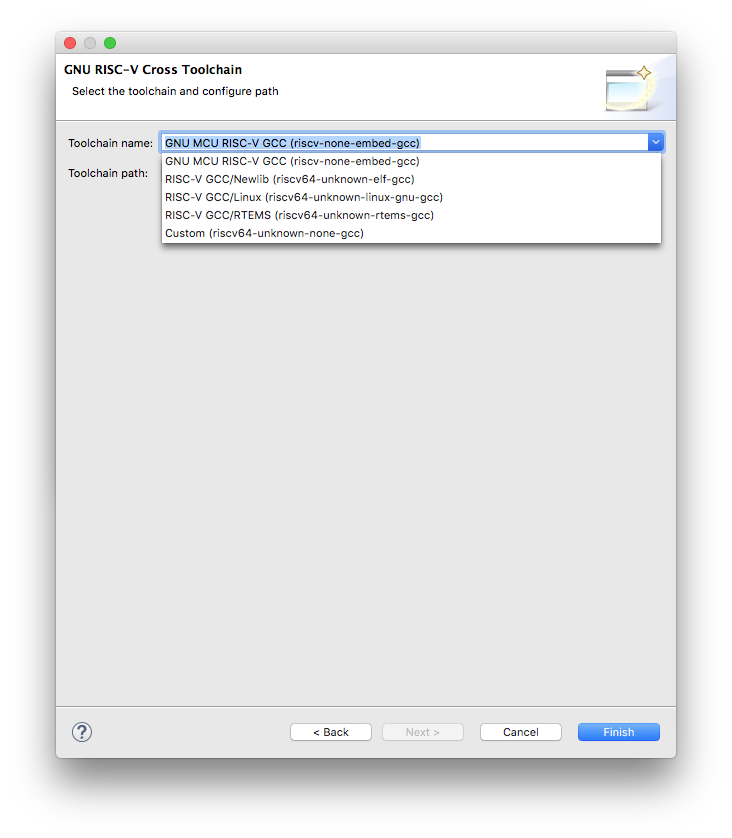 GNU RISC-V Cross Toolchain
Select the toolchain and configure path
Toolchain name: GNU MCU RISC-V GCC (riscv-none-embed-gcc)
GNU MCU RISC-V GCC (riscv-none-embed-gcc)
Toolchain path:
RISC-V GCC/Newlib (riscv64-unknown-elf-gcc)
RISC-V GCC/Linux (riscv64-unknown-linux-gnu-gcc)
RISC-V GCC/RTEMS (riscv64-unknown-rtems-gcc)
Custom (riscv64-unknown-none-gcc)
? < Back Next > Cancel Finish